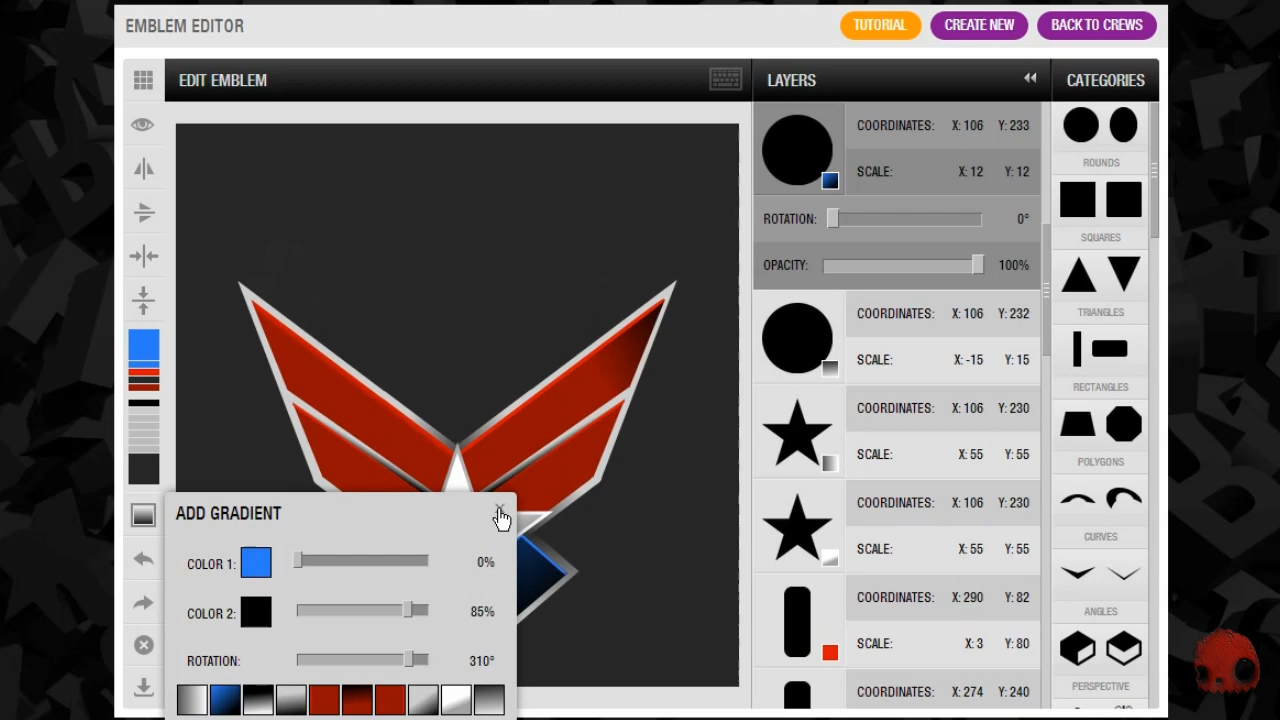 EMBLEM EDITOR
TUTORIAL
CREATE NEW
BACK TO CREWS
EDIT EMBLEM
LAYERS
CATEGORIES
COORDINATES: X: 106 Y: 233
SCALE: X: 12 Y: 12
ROTATION: 0°
OPACITY: 100%
COORDINATES: X: 106 Y: 232
SCALE: X: -15 Y: 15
COORDINATES: X: 106 Y: 230
SCALE: X: 55 Y: 55
COORDINATES: X: 106 Y: 230
SCALE: X: 55 Y: 55
COORDINATES: X: 290 Y: 82
SCALE: X: 3 Y: 80
COORDINATES: X: 274 Y: 240
ROUNDS
SQUARES
TRIANGLES
RECTANGLES
POLYGONS
CURVES
ANGLES
PERSPECTIVE
ADD GRADIENT
COLOR 1: 0%
COLOR 2: 85%
ROTATION: 310°